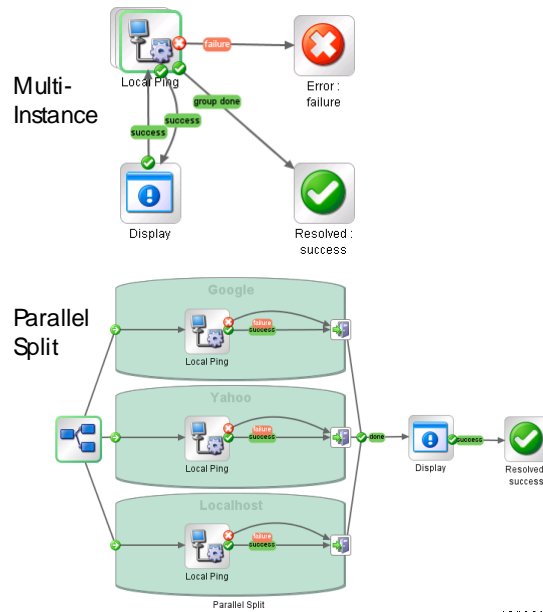 failure
Local Ping
Error :
failure
Multi-
Instance
group done
success
success
Display
Resolved :
success
Google
failure
success
Local Ping
Parallel
Split
Yahoo
failure
success
Local Ping
done
success
Display
Resolved :
success
Localhost
failure
success
Local Ping
Parallel Split